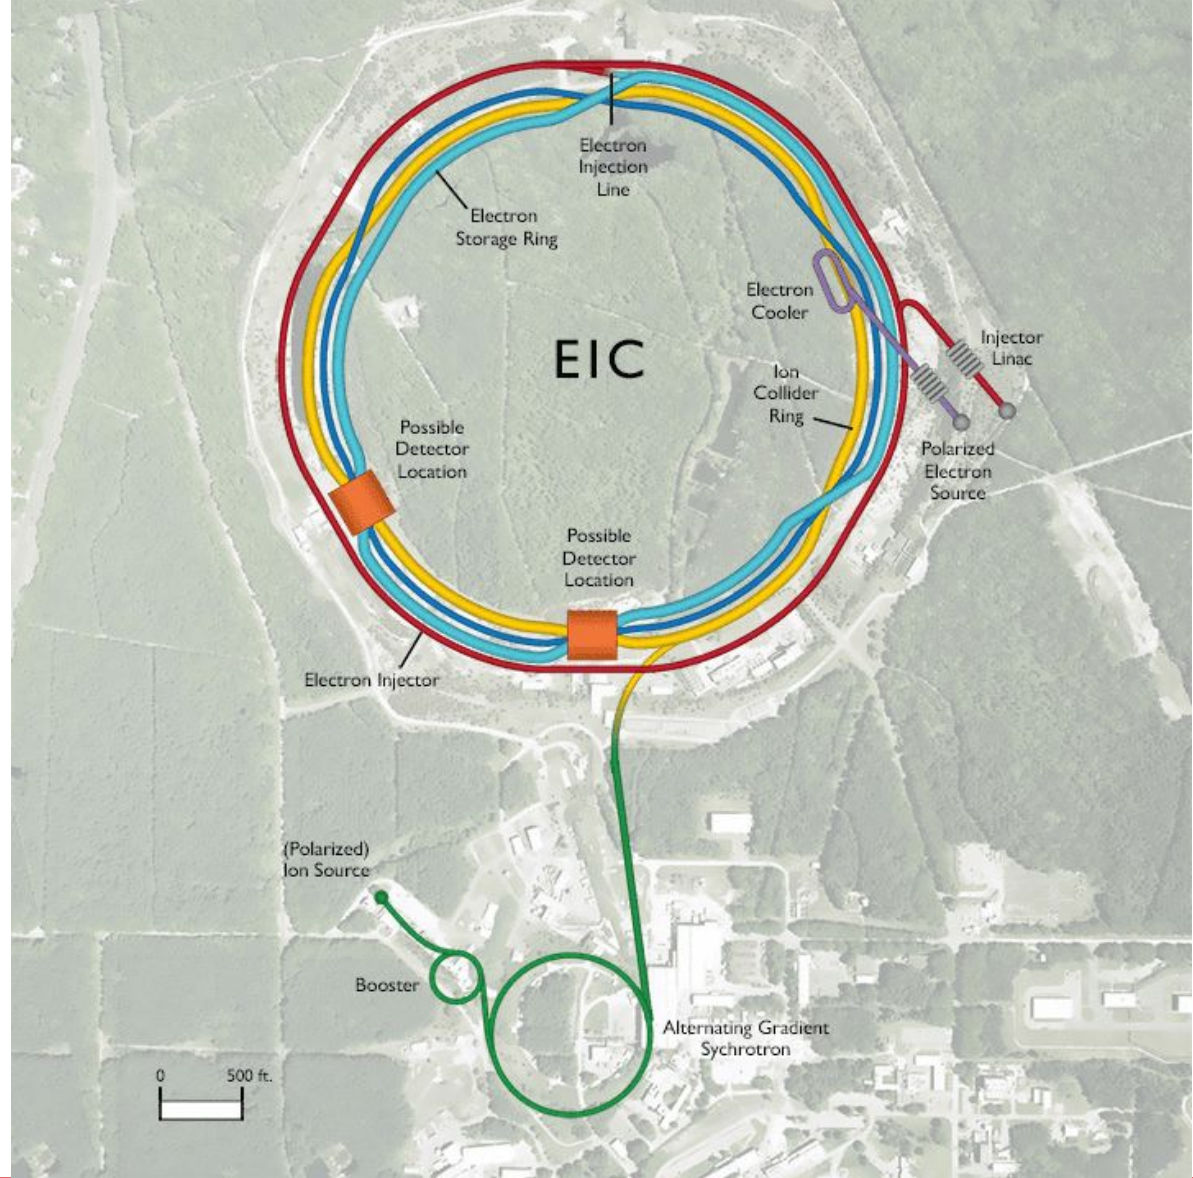 Electron
Injection
Line
Electron
Storage Ring
Electron
Cooler
Injector
Linac
EIC
Ion
Collider
Ring
Possible
Detector
Location
Polarized
Electron
Source
Possible
Detector
Location
Electron Injector
(Polarized)
Ion Source
Booster
Alternating Gradient
Sychrotron
0 500 ft.